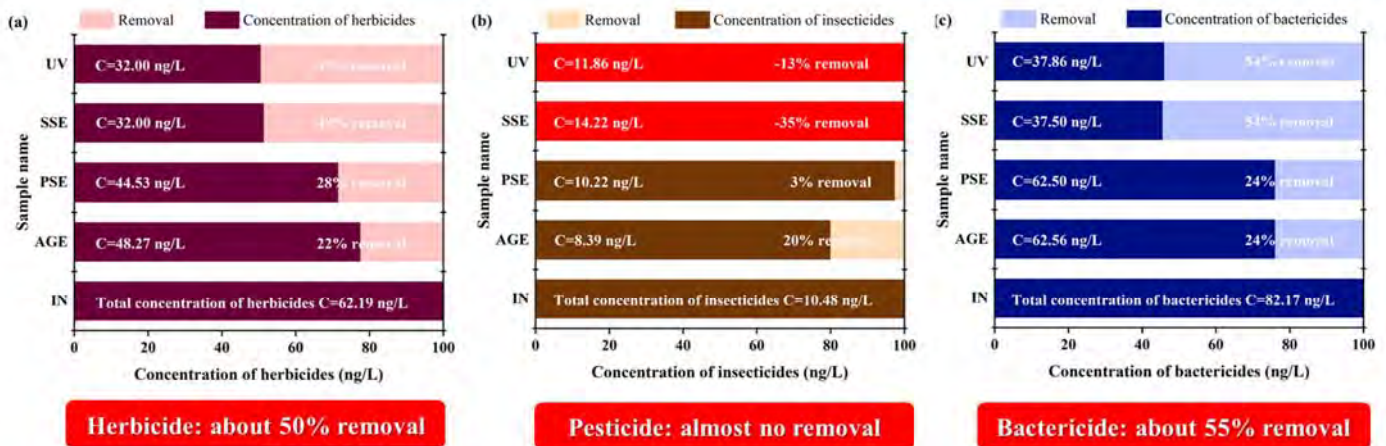 (a)
Removal
Concentration of herbicides
UV
C=32.00 ng/L
removal
SSE
C=32.00 ng/L
removal
PSE
C=44.53 ng/L
28% removal
AGE
C=48.27 ng/L
22% removal
IN
Total concentration of herbicides C=62.19 ng/L
Sample name
0 20 40 60 80 100
Concentration of herbicides (ng/L)
Herbicide: about 50% removal
(b)
Removal
Concentration of insecticides
UV
C=11.86 ng/L
-13% removal
SSE
C=14.22 ng/L
-35% removal
PSE
C=10.22 ng/L
3% removal
AGE
C=8.39 ng/L
20% removal
IN
Total concentration of insecticides C=10.48 ng/L
Sample name
0 20 40 60 80 100
Concentration of insecticides (ng/L)
Pesticide: almost no removal
(c)
Removal
Concentration of bactericides
UV
C=37.86 ng/L
54% removal
SSE
C=37.50 ng/L
54% removal
PSE
C=62.50 ng/L
24% removal
AGE
C=62.56 ng/L
24% removal
IN
Total concentration of bactericides C=82.17 ng/L
Sample name
0 20 40 60 80 100
Concentration of bactericides (ng/L)
Bactericide: about 55% removal